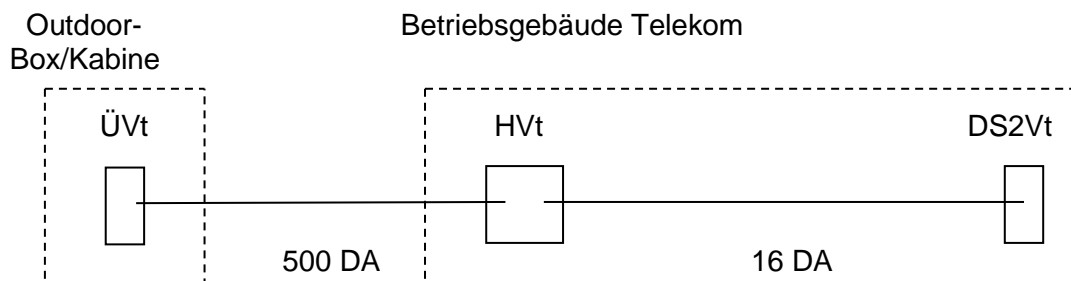 Outdoor-
Box/Kabine
Betriebsgebäude Telekom
ÜVt
HVt
DS2Vt
500 DA
16 DA